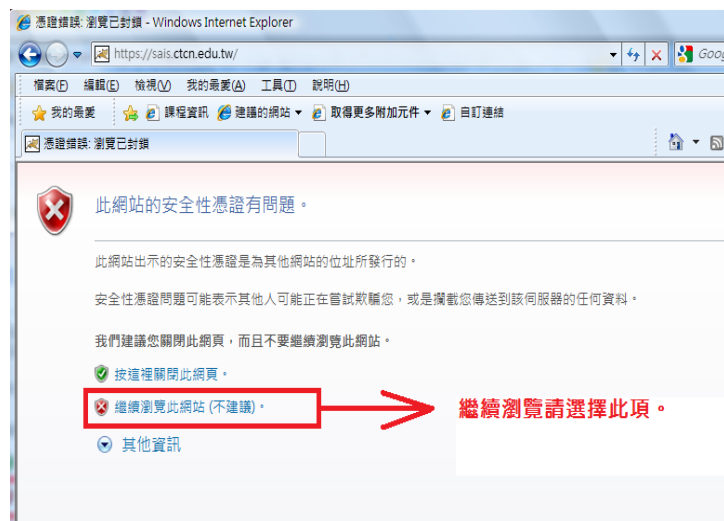 憑證錯誤: 瀏覽已封鎖 - Windows Internet Explorer
https://sais.ctcn.edu.tw/
Goog
檔案(F) 編輯(E) 檢視(V) 我的最愛(A) 工具(T) 說明(H)
我的最愛 課程資訊 建議的網站 取得更多附加元件 自訂連結
憑證錯誤: 瀏覽已封鎖
此網站的安全性憑證有問題。
此網站出示的安全性憑證是為其他網站的位址所發行的。
安全性憑證問題可能表示其他人可能正在嘗試欺騙您，或是攔截您傳送到該伺服器的任何資料。
我們建議您關閉此網頁，而且不要繼續瀏覽此網站。
按這裡關閉此網頁。
繼續瀏覽此網站 (不建議)。
繼續瀏覽請選擇此項。
其他資訊